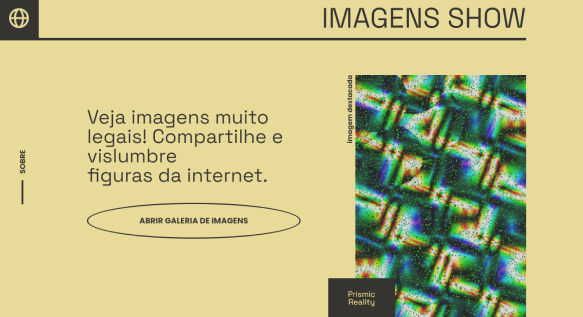 IMAGENS SHOW
SOBRE
Veja imagens muito
legais! Compartilhe e
vislumbre
figuras da internet.
ABRIR GALERIA DE IMAGENS
imagem destacada
Prismic
Reality